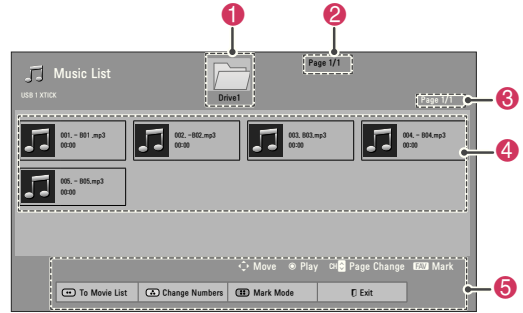 1
2
Page 1/1
Music List
USB 1 XTICK
Drive1
Page 1/1
3
001. - B01 .mp3
00:00
002. -B02.mp3
00:00
003. B03.mp3
00:00
004. - B04.mp3
00:00
4
005. - B05.mp3
00:00
Move
Play
Page Change
FAV Mark
To Movie List
Change Numbers
Mark Mode
Exit
5